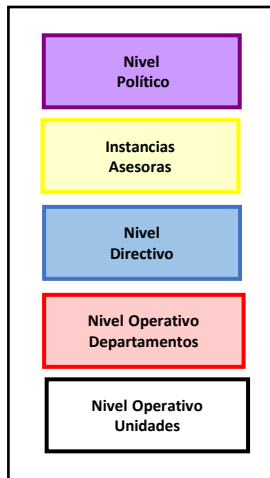 Nivel
Político
Instancias
Asesoras
Nivel
Directivo
Nivel Operativo
Departamentos
Nivel Operativo
Unidades